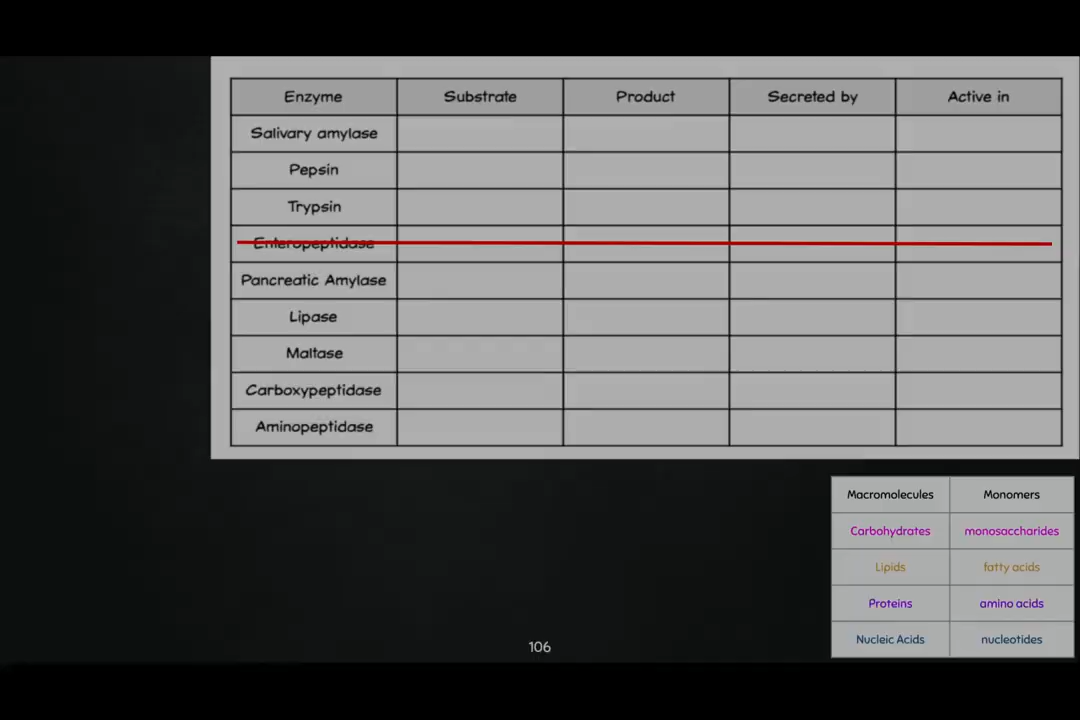 Enzyme Substrate Product Secreted by Active in
Salivary amylase
Pepsin
Trypsin
Enteropeptidase
Pancreatic Amylase
Lipase
Maltase
Carboxypeptidase
Aminopeptidase
Macromolecules Monomers
Carbohydrates monosaccharides
Lipids fatty acids
Proteins amino acids
Nucleic Acids nucleotides
106